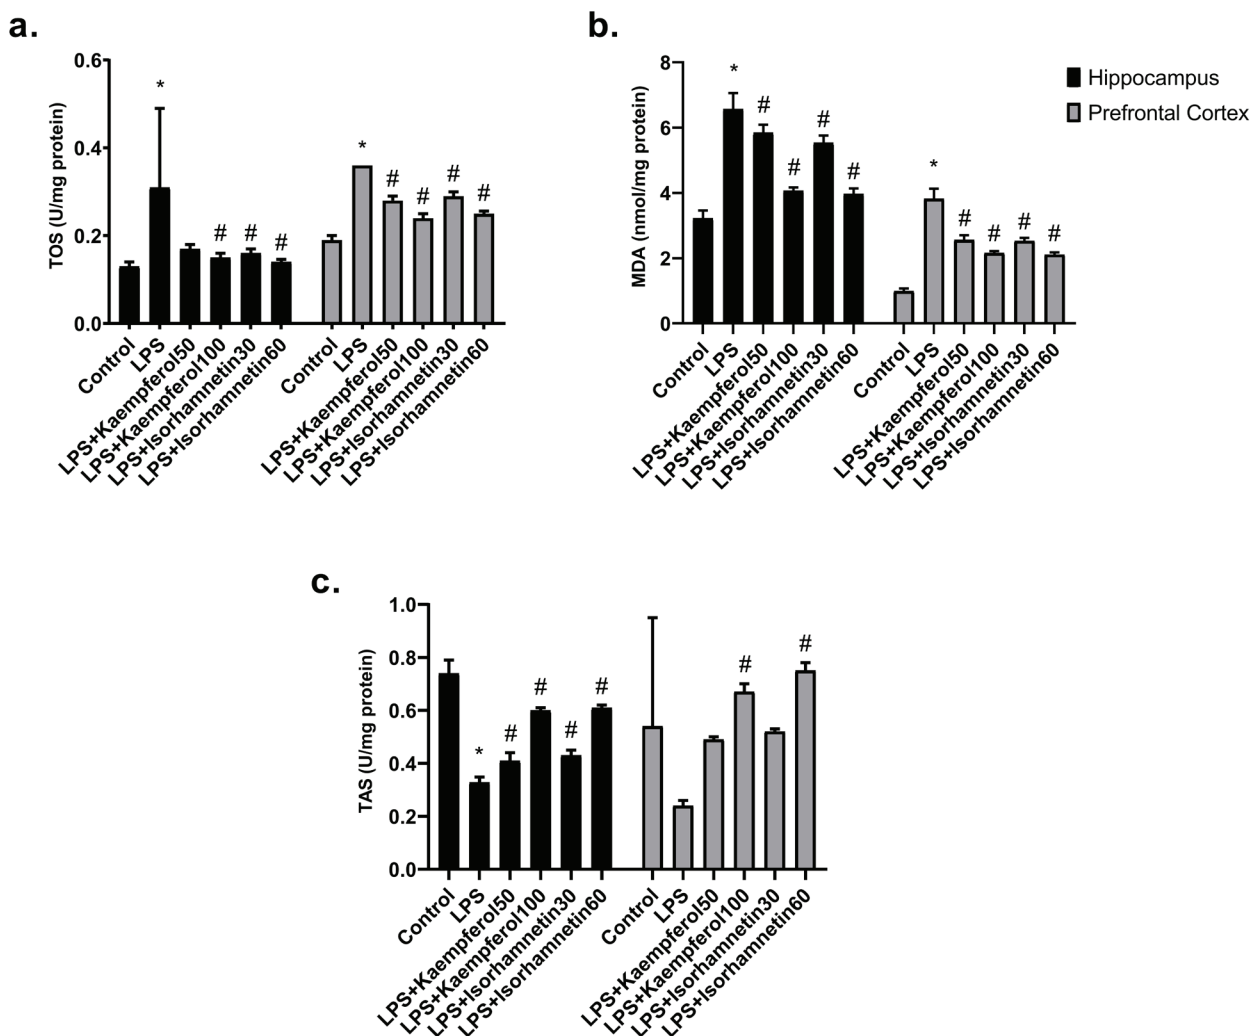 a.
TOS (U/mg protein)
0.6
0.4
0.2
0.0
*
#
#
#
*
#
#
#
#
Control
LPS
LPS+Kaempferol50
LPS+Kaempferol100
LPS+Isorhamnetin30
LPS+Isorhamnetin60
Control
LPS
LPS+Kaempferol50
LPS+Kaempferol100
LPS+Isorhamnetin30
LPS+Isorhamnetin60
b.
MDA (nmol/mg protein)
8
6
4
2
0
*
#
#
#
#
*
#
#
#
#
Control
LPS
LPS+Kaempferol50
LPS+Kaempferol100
LPS+Isorhamnetin30
LPS+Isorhamnetin60
Control
LPS
LPS+Kaempferol50
LPS+Kaempferol100
LPS+Isorhamnetin30
LPS+Isorhamnetin60
Hippocampus
Prefrontal Cortex
c.
TAS (U/mg protein)
1.0
0.8
0.6
0.4
0.2
0.0
*
#
#
#
#
#
#
Control
LPS
LPS+Kaempferol50
LPS+Kaempferol100
LPS+Isorhamnetin30
LPS+Isorhamnetin60
Control
LPS
LPS+Kaempferol50
LPS+Kaempferol100
LPS+Isorhamnetin30
LPS+Isorhamnetin60